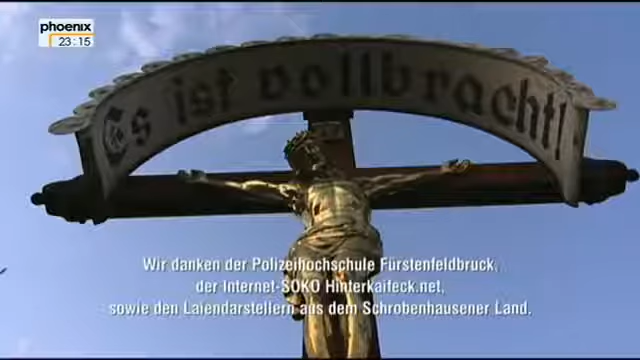 phoenix
23:15
Es ist vollbracht!
Wir danken der Polizeihochschule Fürstenfeldbruck,
der Internet-SOKO Hinterkaifeck.net,
sowie den Laiendarstellern aus dem Schrobenhausener Land.